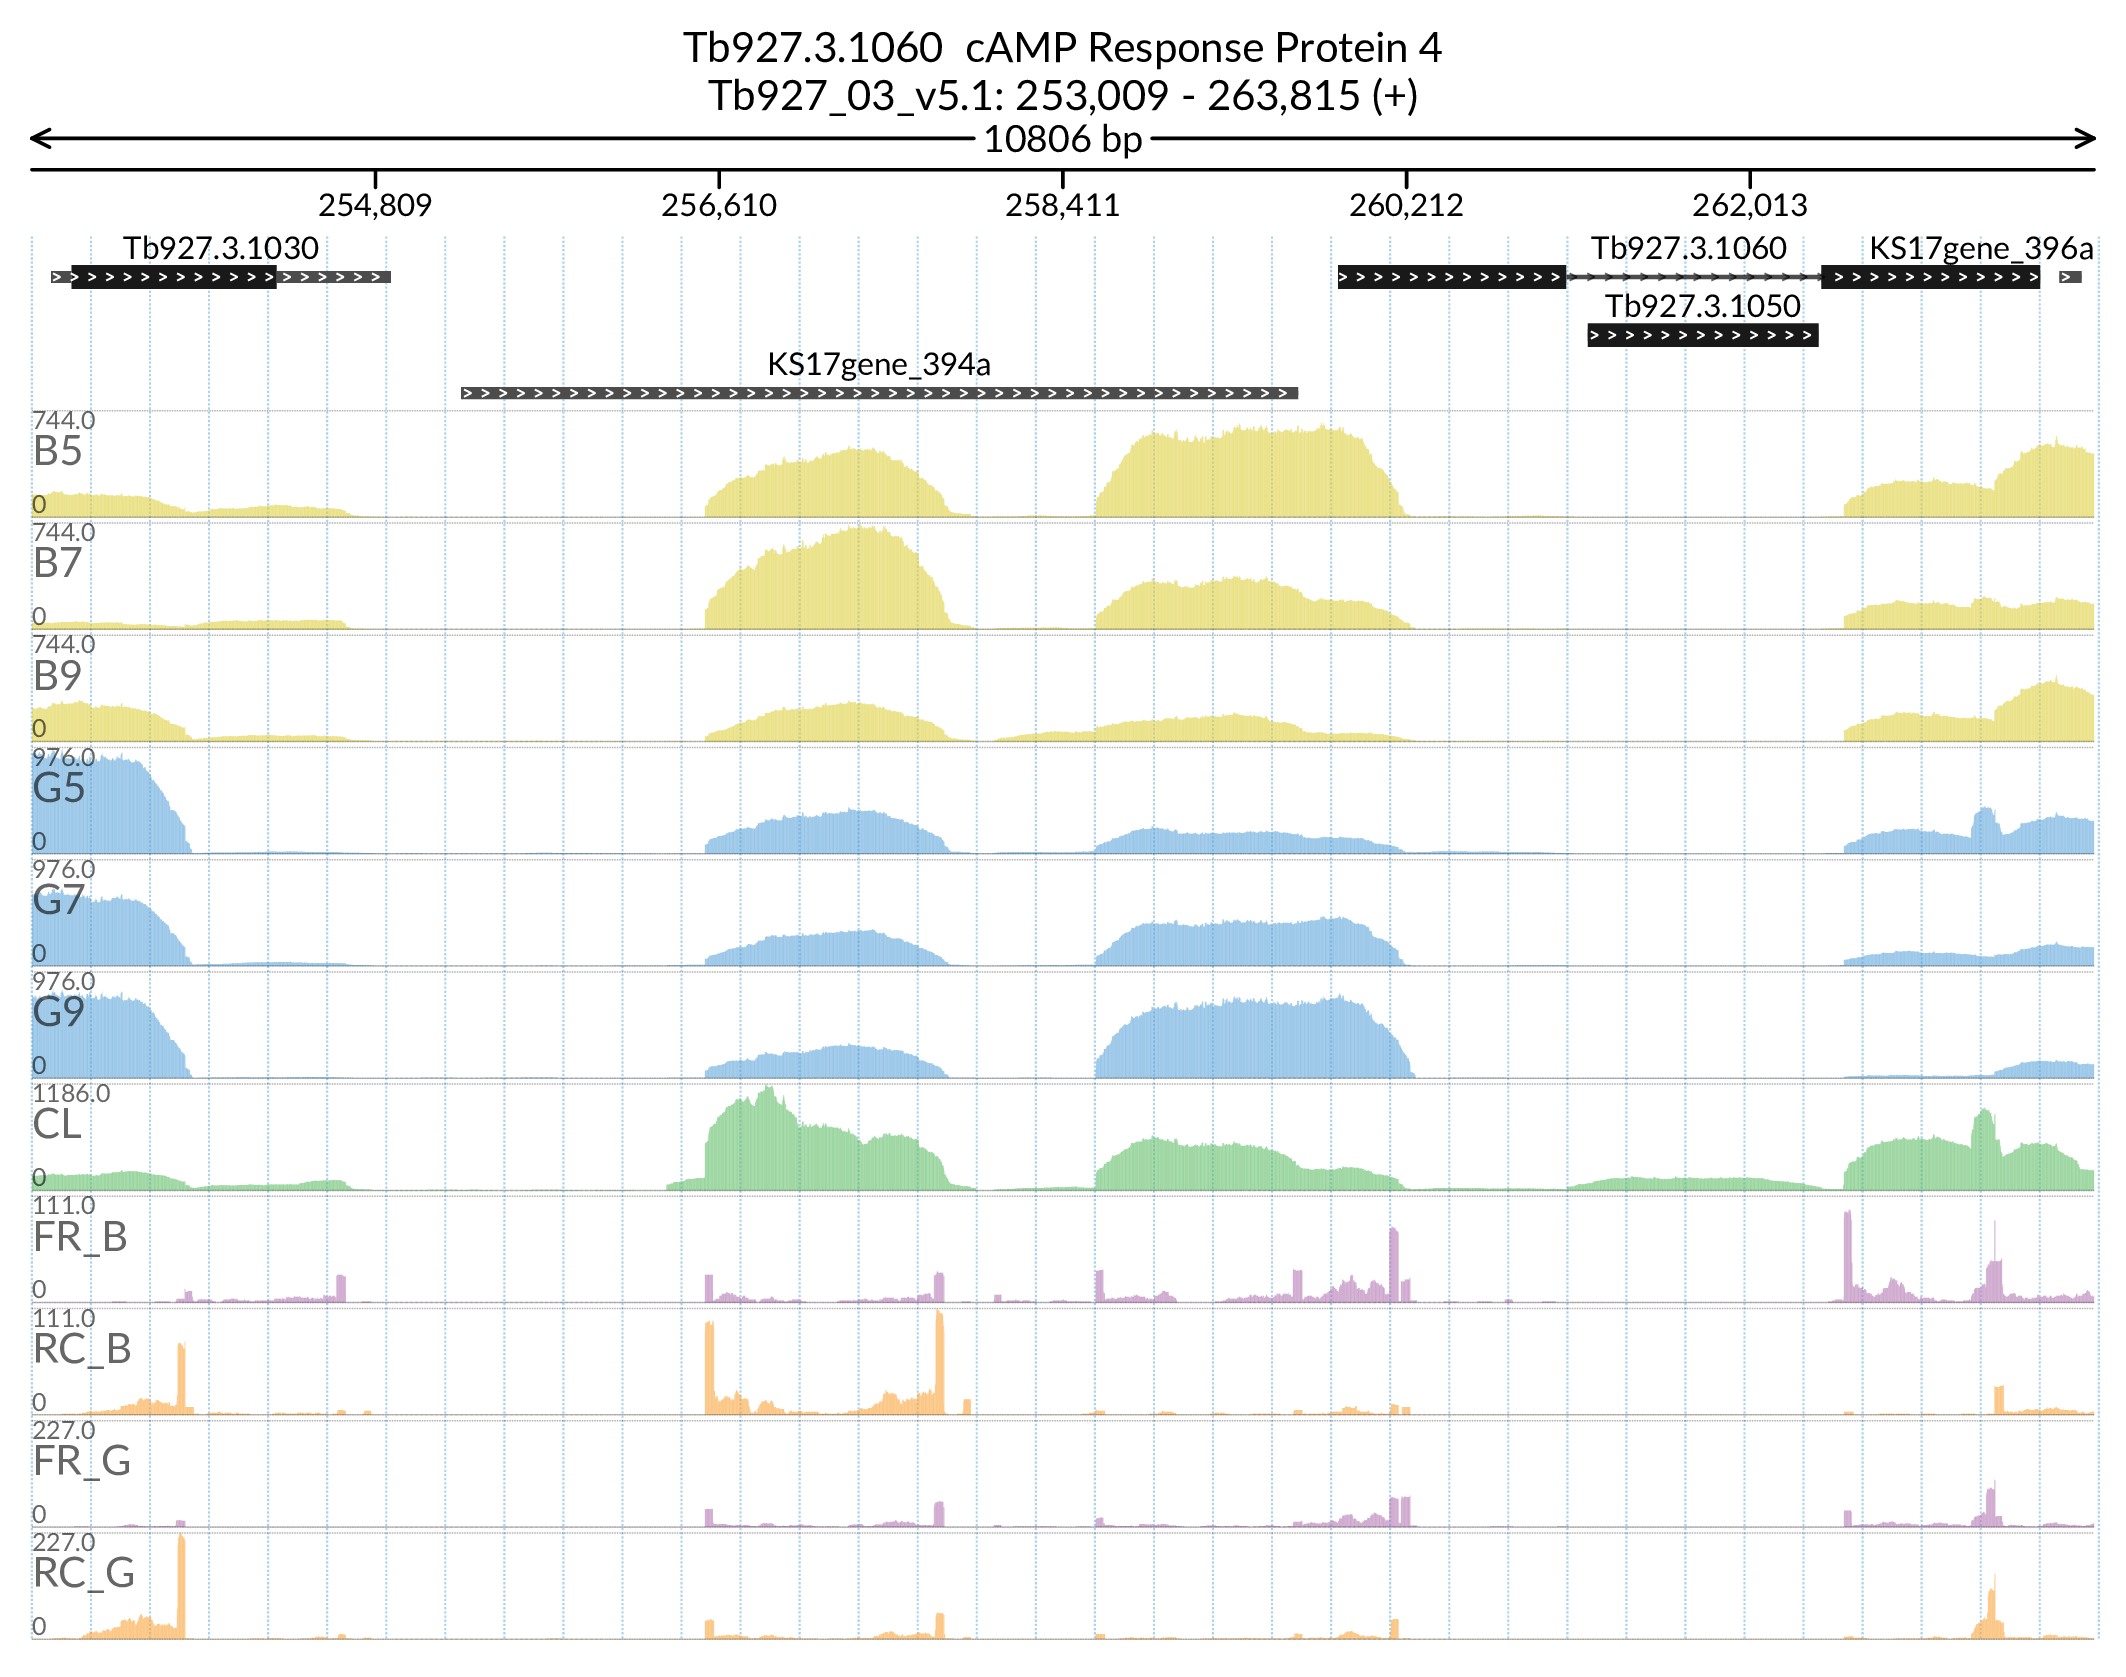 Tb927.3.1060 cAMP Response Protein 4
Tb927_03_v5.1: 253,009 - 263,815 (+)
10806 bp
254,809 256,610 258,411 260,212 262,013
Tb927.3.1030 Tb927.3.1060 KS17gene_396a
Tb927.3.1050
KS17gene_394a
744.0
B5
0
744.0
B7
0
744.0
B9
0
976.0
G5
0
976.0
G7
0
976.0
G9
0
1186.0
CL
0
111.0
FR_B
0
111.0
RC_B
0
227.0
FR_G
0
227.0
RC_G
0